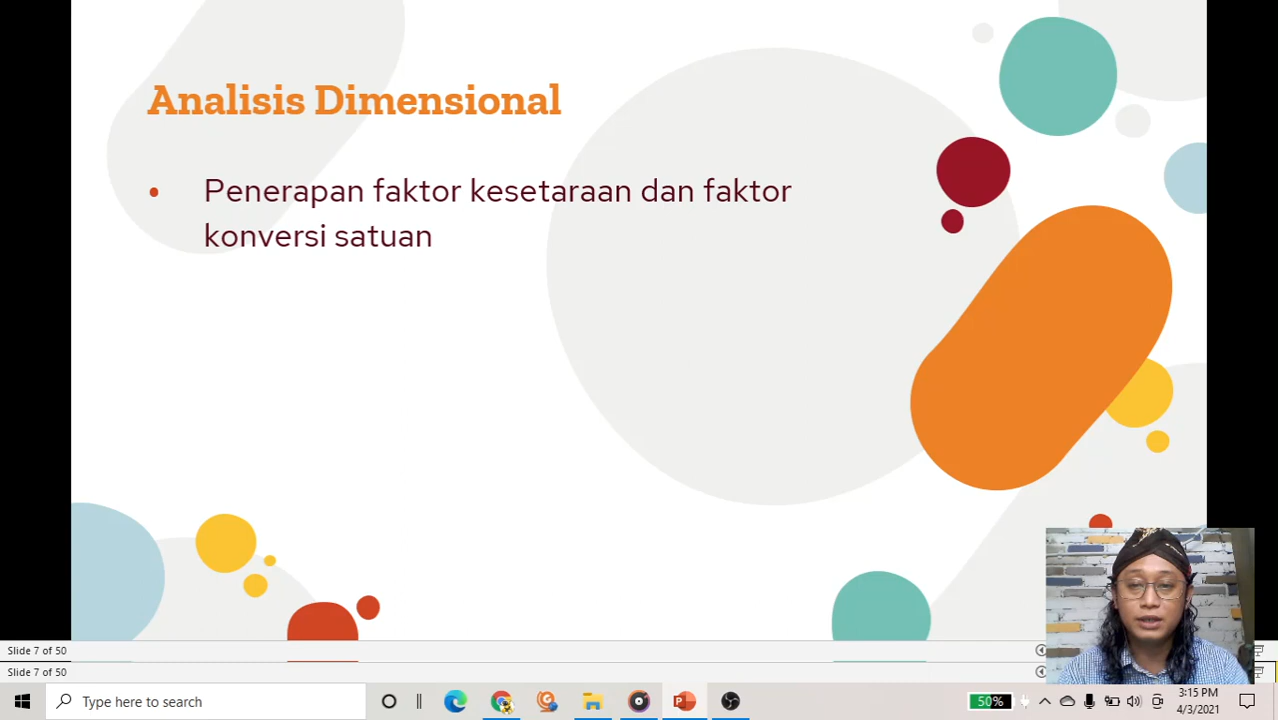 Analisis Dimensional
• Penerapan faktor kesetaraan dan faktor
konversi satuan
Slide 7 of 50
Slide 7 of 50
Type here to search
50%
3:15 PM
4/3/2021